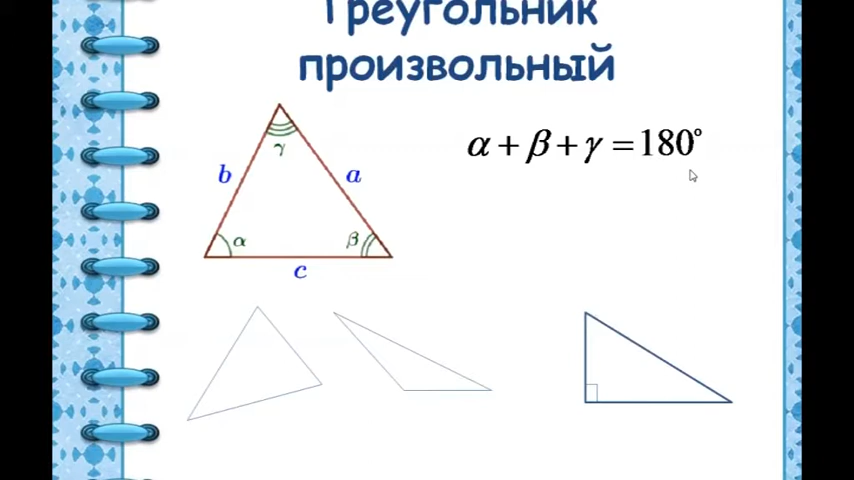 Треугольник
произвольный
α + β + γ = 180°
γ
b
a
α
β
c